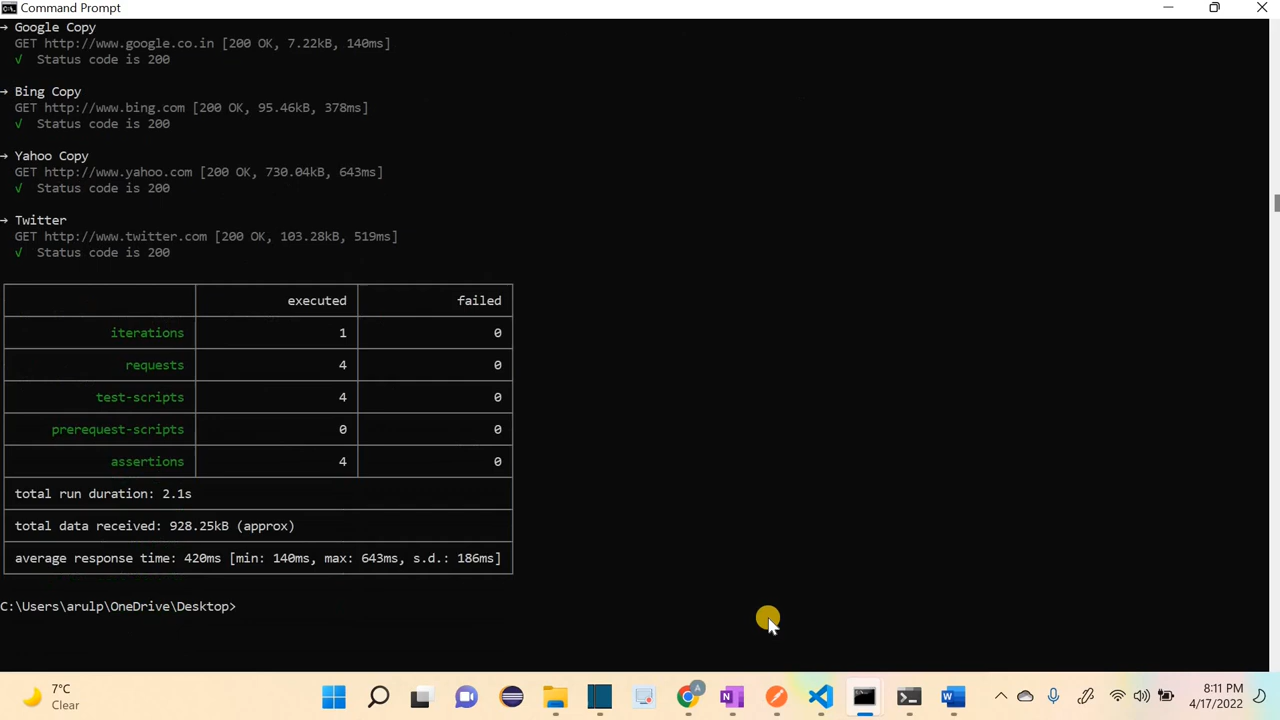 Command Prompt
→ Google Copy
GET http://www.google.co.in [200 OK, 7.22kB, 140ms]
√ Status code is 200
→ Bing Copy
GET http://www.bing.com [200 OK, 95.46kB, 378ms]
√ Status code is 200
→ Yahoo Copy
GET http://www.yahoo.com [200 OK, 730.04kB, 643ms]
√ Status code is 200
→ Twitter
GET http://www.twitter.com [200 OK, 103.28kB, 519ms]
√ Status code is 200
executed failed
iterations 1 0
requests 4 0
test-scripts 4 0
prerequest-scripts 0 0
assertions 4 0
total run duration: 2.1s
total data received: 928.25kB (approx)
average response time: 420ms [min: 140ms, max: 643ms, s.d.: 186ms]
C:\Users\arulp\OneDrive\Desktop>
7°C
Clear
8:11 PM
4/17/2022